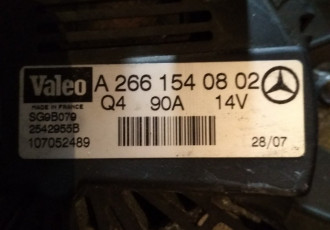 Valeo A 266 154 08 02
MADE IN FRANCE Q4 90A 14V
SG9B079
2542955B
107052489 28/07